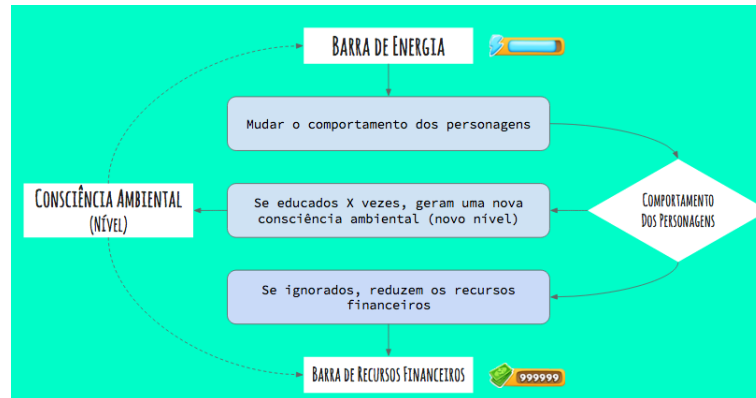 BARRA DE ENERGIA
Mudar o comportamento dos personagens
CONSCIÊNCIA AMBIENTAL
(NÍVEL)
Se educados X vezes, geram uma nova
consciência ambiental (novo nível)
COMPORTAMENTO
DOS PERSONAGENS
Se ignorados, reduzem os recursos
financeiros
BARRA DE RECURSOS FINANCEIROS
999999